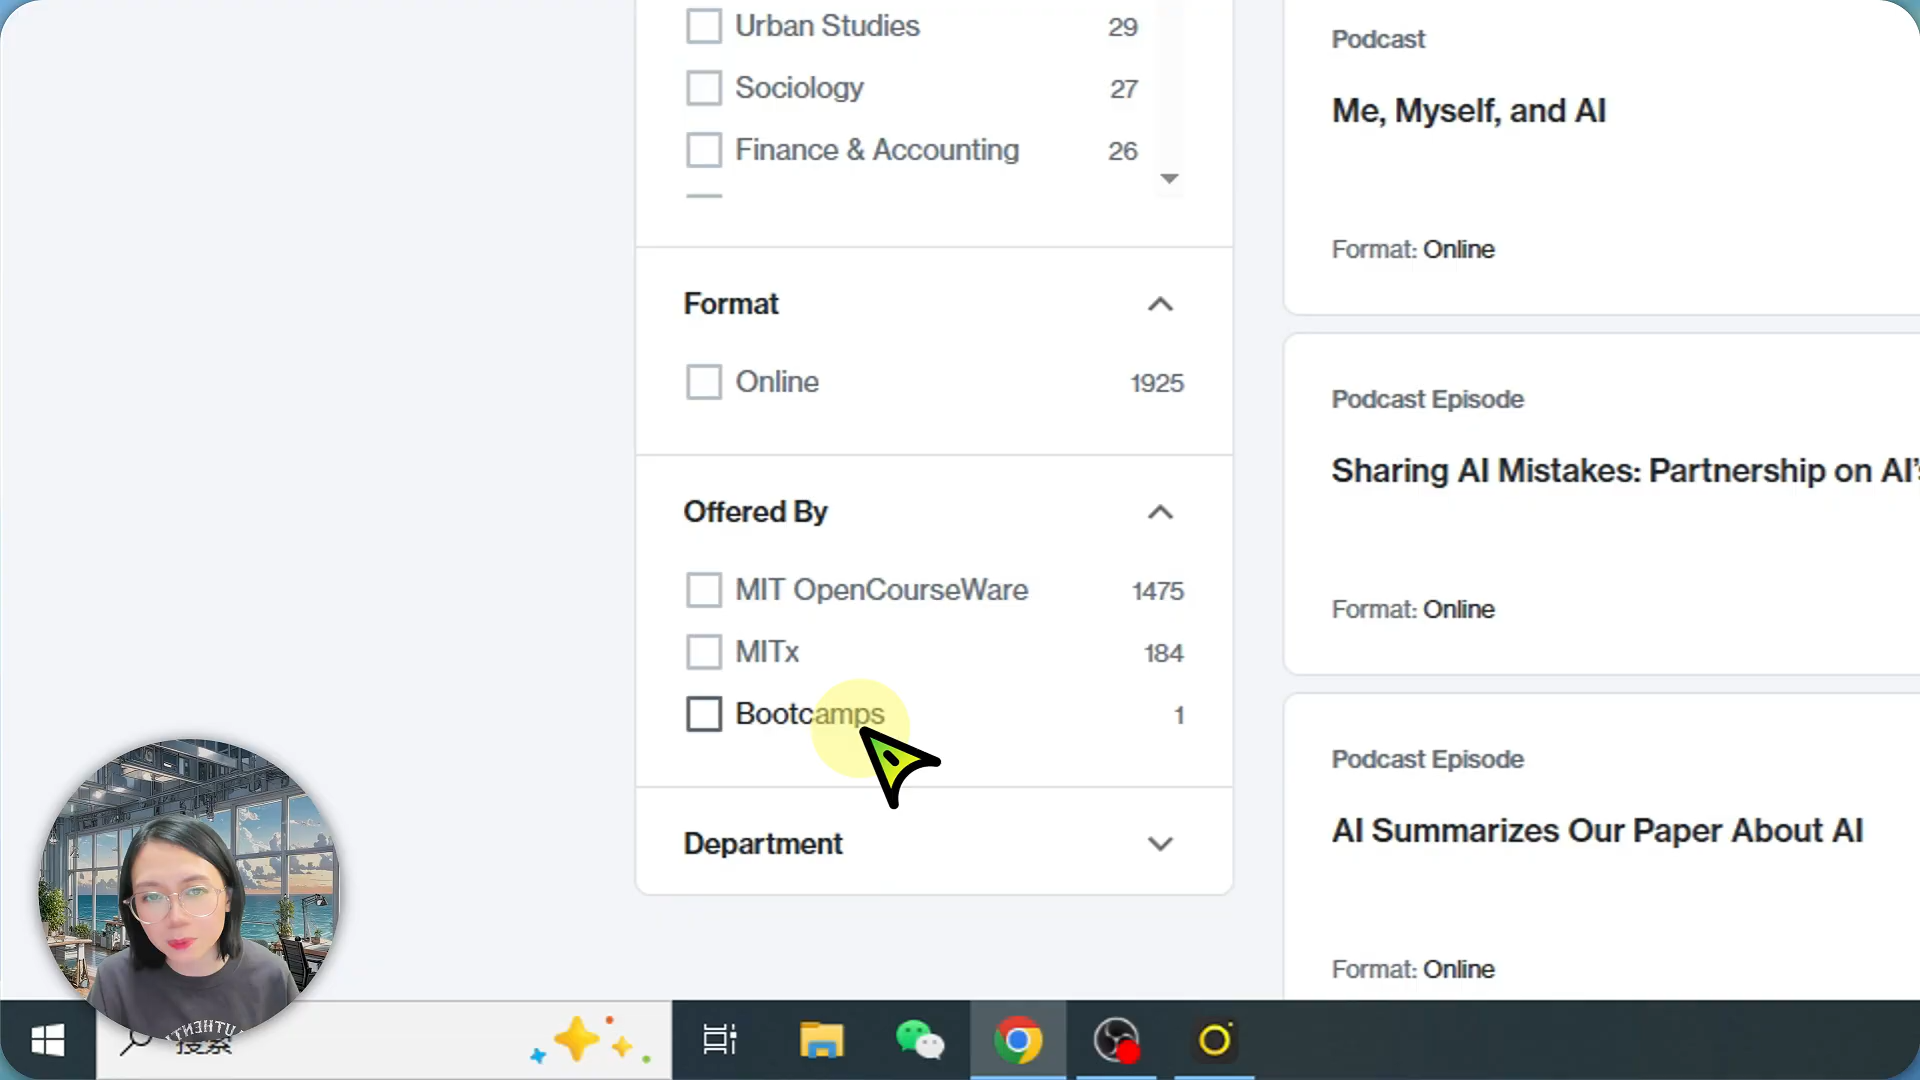 Urban Studies 29
Sociology 27
Finance & Accounting 26
Format
Online 1925
Offered By
MIT OpenCourseWare 1475
MITx 184
Bootcamps 1
Department
Podcast
Me, Myself, and AI
Format: Online
Podcast Episode
Sharing AI Mistakes: Partnership on AI's
Format: Online
Podcast Episode
AI Summarizes Our Paper About AI
Format: Online
搜索